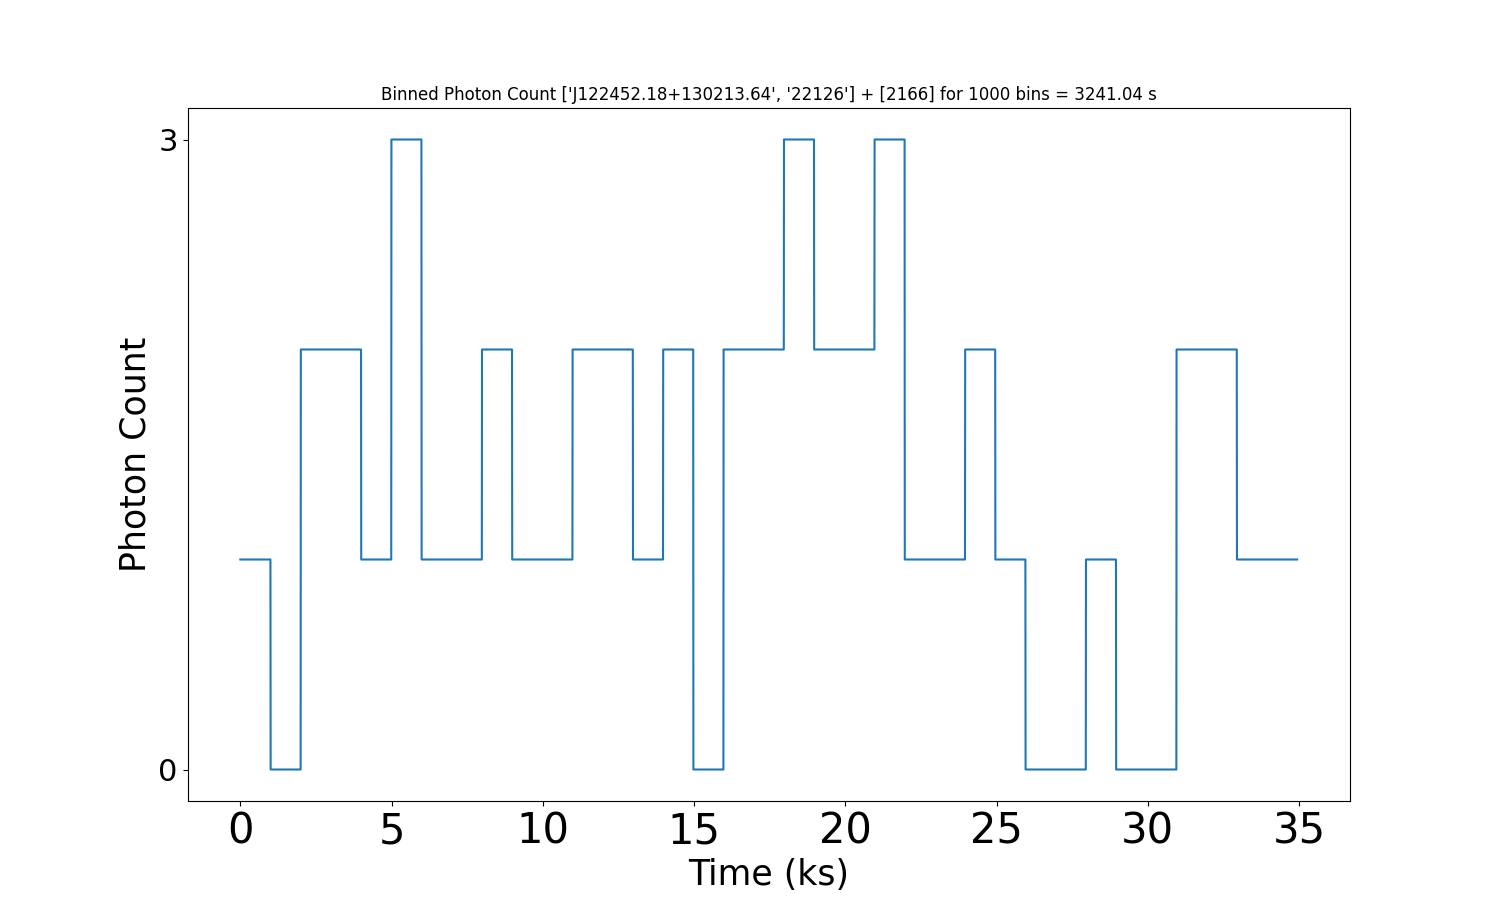 Binned Photon Count ['J122452.18+130213.64', '22126'] + [2166] for 1000 bins = 3241.04 s
3
Photon Count
0
0 5 10 15 20 25 30 35
Time (ks)